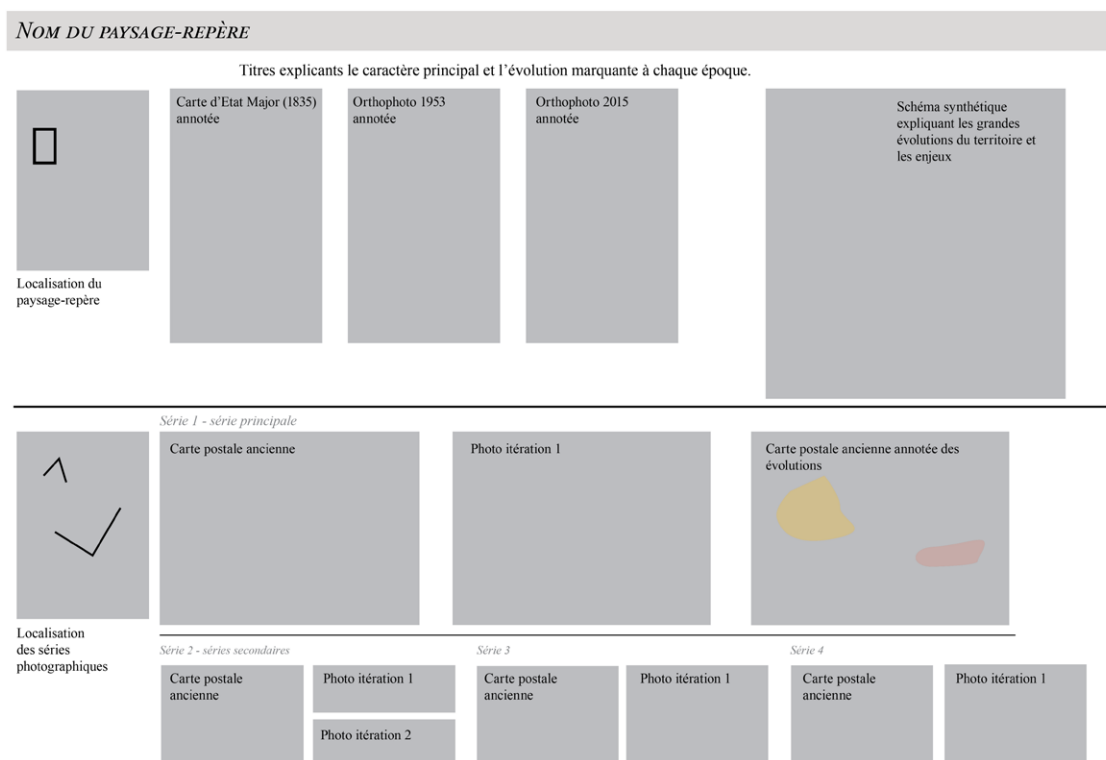 NOM DU PAYSAGE-REPÈRE
Titres explicants le caractère principal et l'évolution marquante à chaque époque.
Carte d'Etat Major (1835)
annotée
Orthophoto 1953
annotée
Orthophoto 2015
annotée
Schéma synthétique
expliquant les grandes
évolutions du territoire et
les enjeux
Localisation du
paysage-repère
Série 1 - série principale
Carte postale ancienne
Photo itération 1
Carte postale ancienne annotée des
évolutions
Localisation
des séries
photographiques
Série 2 - séries secondaires
Carte postale
ancienne
Photo itération 1
Photo itération 2
Série 3
Carte postale
ancienne
Photo itération 1
Série 4
Carte postale
ancienne
Photo itération 1